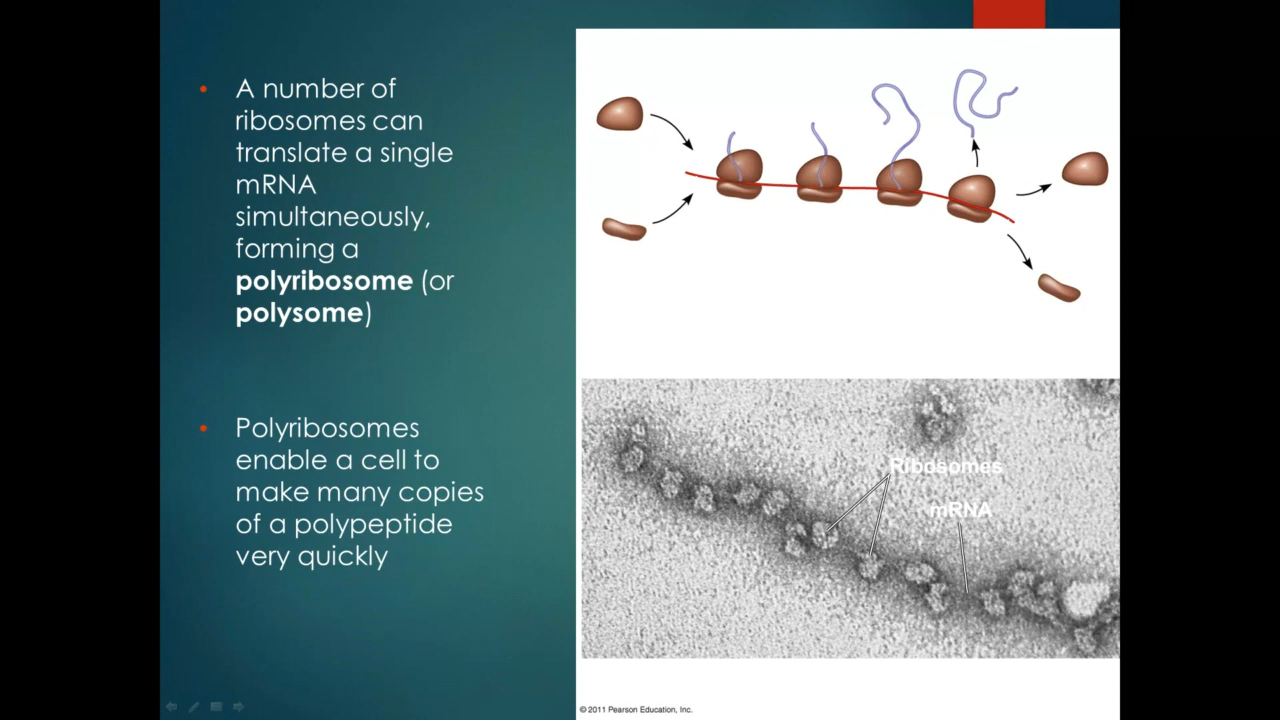 • A number of
ribosomes can
translate a single
mRNA
simultaneously,
forming a
polyribosome (or
polysome)
• Polyribosomes
enable a cell to
make many copies
of a polypeptide
very quickly
Ribosomes
mRNA
© 2011 Pearson Education, Inc.